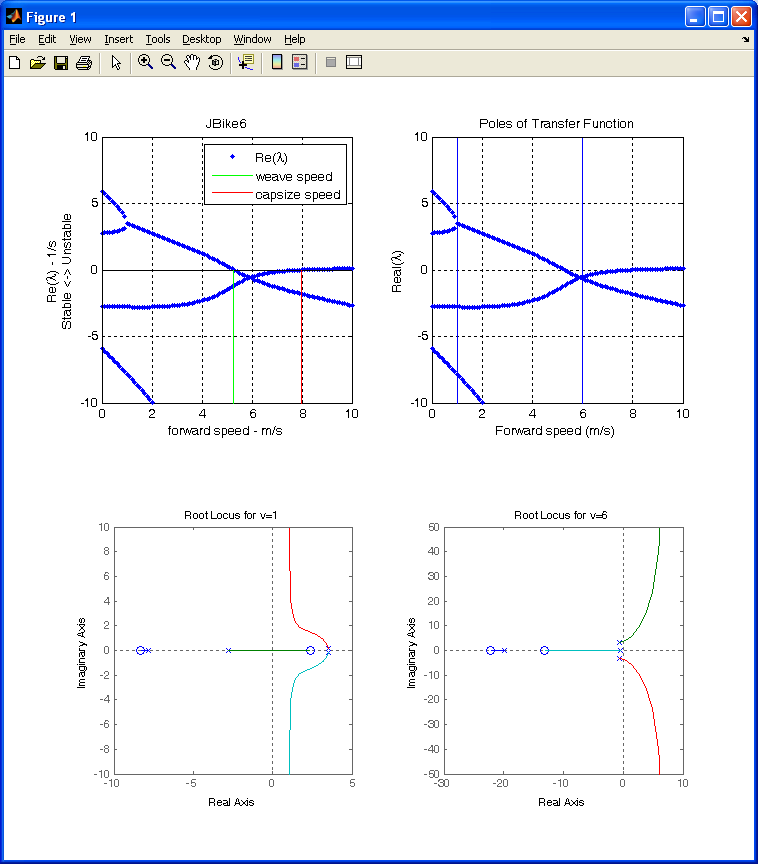 Figure 1
File Edit View Insert Tools Desktop Window Help
JBike6
10
5
0
-5
-10
0 2 4 6 8 10
Re(λ) - 1/s
Stable <-> Unstable
forward speed - m/s
Re(λ)
weave speed
capsize speed
Poles of Transfer Function
10
5
0
-5
-10
0 2 4 6 8 10
Real(λ)
Forward speed (m/s)
Root Locus for v=1
10
8
6
4
2
0
-2
-4
-6
-8
-10
-10 -5 0 5
Imaginary Axis
Real Axis
Root Locus for v=6
50
40
30
20
10
0
-10
-20
-30
-40
-50
-30 -20 -10 0 10
Imaginary Axis
Real Axis